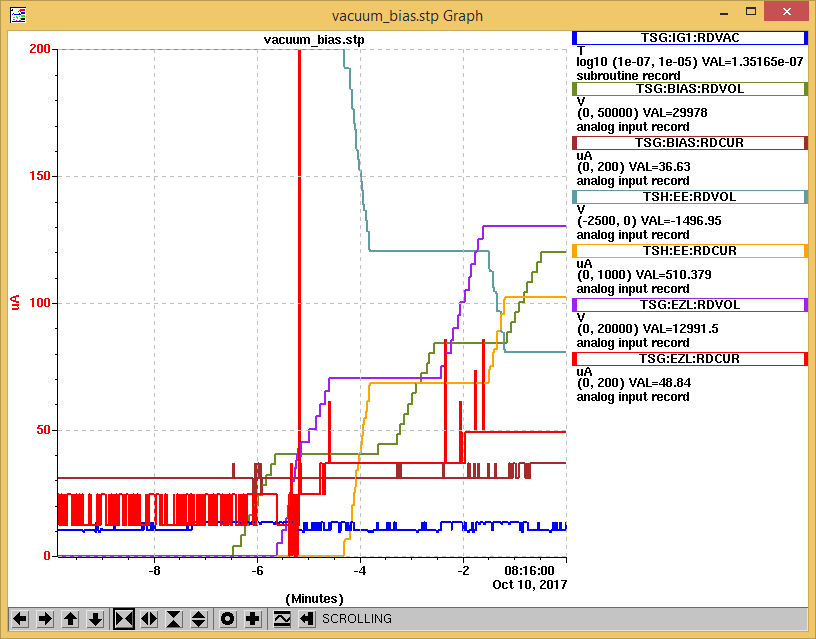 vacuum_bias.stp Graph
vacuum_bias.stp
200
150
100
50
0
uA
-8
-6
-4
-2
08:16:00
Oct 10, 2017
(Minutes)
TSG:IG1:RDVAC
T
log10 (1e-07, 1e-05) VAL=1.35165e-07
subroutine record
TSG:BIAS:RDVOL
V
(0, 50000) VAL=29978
analog input record
TSG:BIAS:RDCUR
uA
(0, 200) VAL=36.63
analog input record
TSH:EE:RDVOL
V
(-2500, 0) VAL=-1496.95
analog input record
TSH:EE:RDCUR
uA
(0, 1000) VAL=510.379
analog input record
TSG:EZL:RDVOL
V
(0, 20000) VAL=12991.5
analog input record
TSG:EZL:RDCUR
uA
(0, 200) VAL=48.84
analog input record
SCROLLING